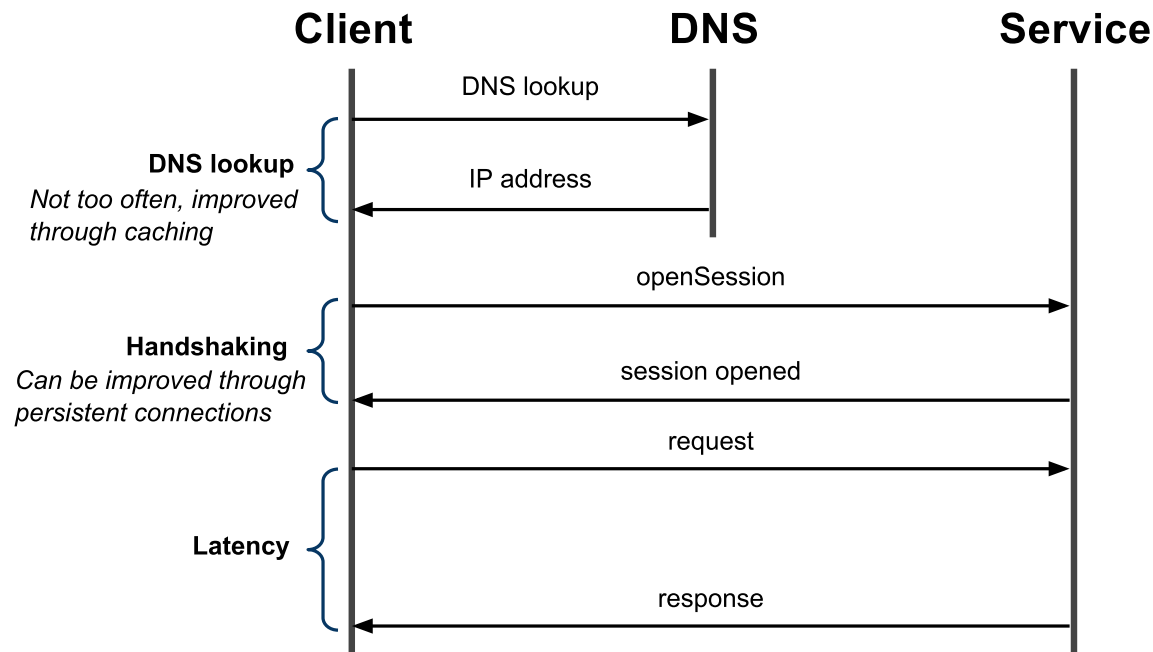 Client
DNS
Service
DNS lookup
DNS lookup
Not too often, improved
through caching
IP address
openSession
Handshaking
Can be improved through
persistent connections
session opened
request
Latency
response